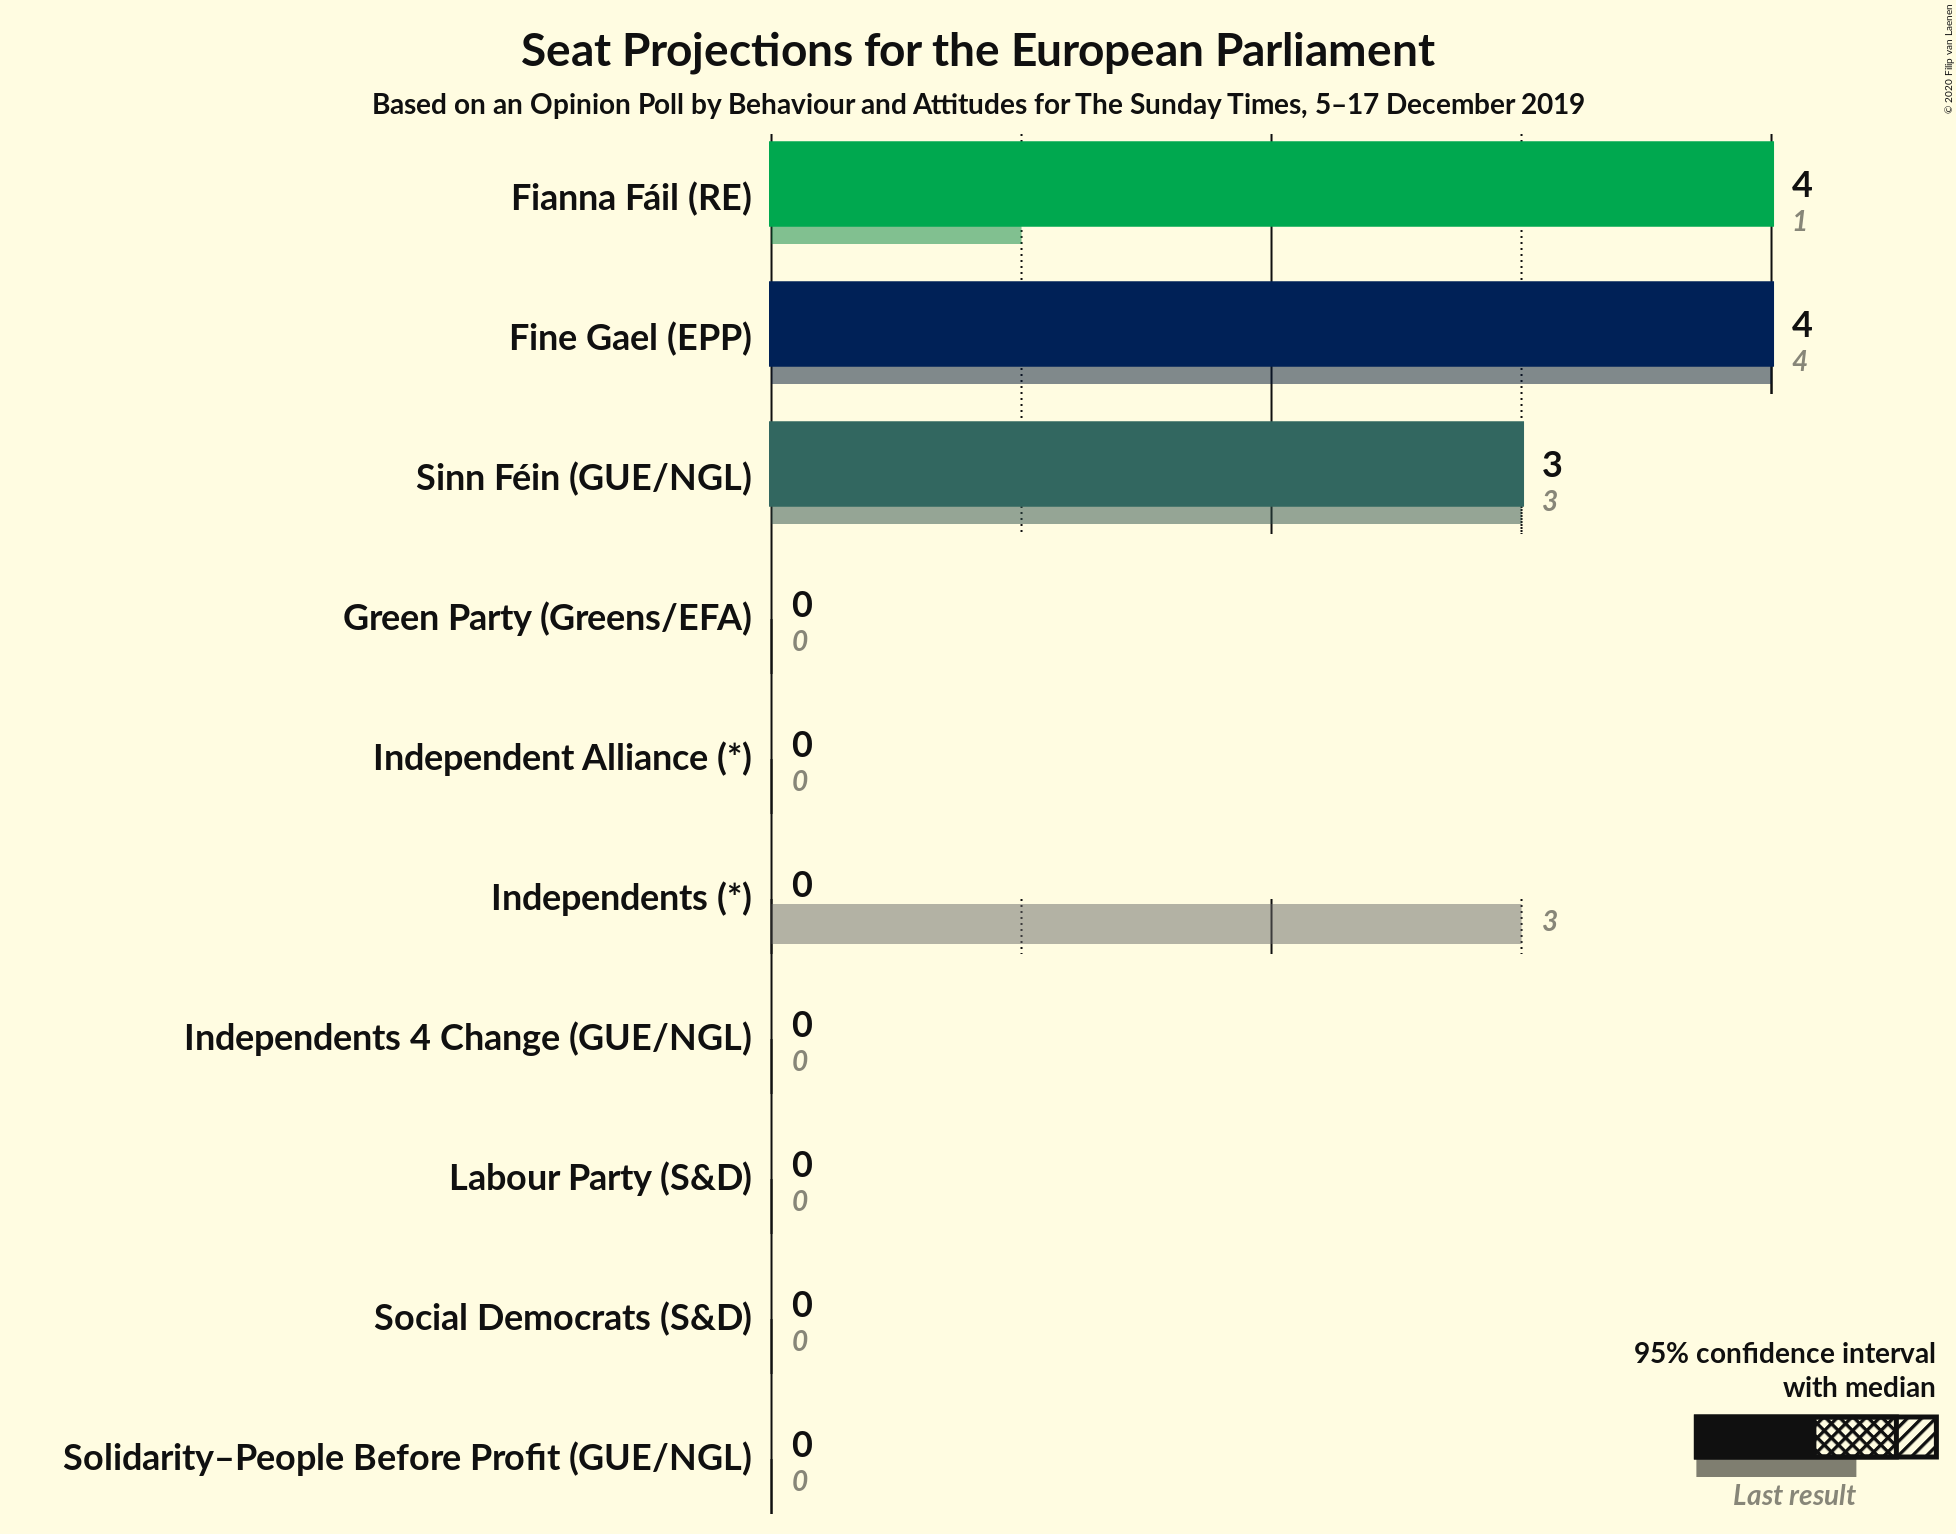 Seat Projections for the European Parliament
Based on an Opinion Poll by Behaviour and Attitudes for The Sunday Times, 5–17 December 2019
© 2020 Filip van Laenen
Fianna Fáil (RE)
4
1
Fine Gael (EPP)
4
4
Sinn Féin (GUE/NGL)
3
3
Green Party (Greens/EFA)
0
0
Independent Alliance (*)
0
0
Independents (*)
0
3
Independents 4 Change (GUE/NGL)
0
0
Labour Party (S&D)
0
0
Social Democrats (S&D)
0
0
Solidarity–People Before Profit (GUE/NGL)
0
0
95% confidence interval
with median
Last result